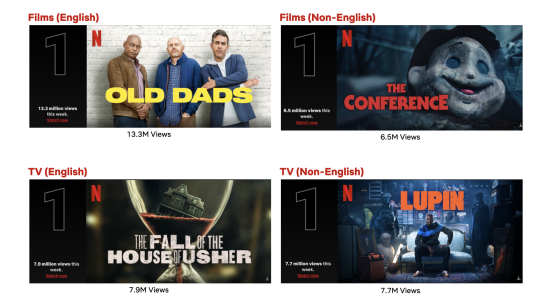 Films (English)
Films (Non-English)
1
N
OLD DADS
13.3 million views
this week.
Watch now
13.3M Views
1
N
THE
CONFERENCE
6.5 million views this
week.
Watch now
6.5M Views
TV (English)
TV (Non-English)
1
N
THE FALL OF THE
HOUSE OF USHER
7.9 million views this
week.
Watch now
7.9M Views
1
N
LUPIN
7.7 million views this
week.
Watch now
7.7M Views